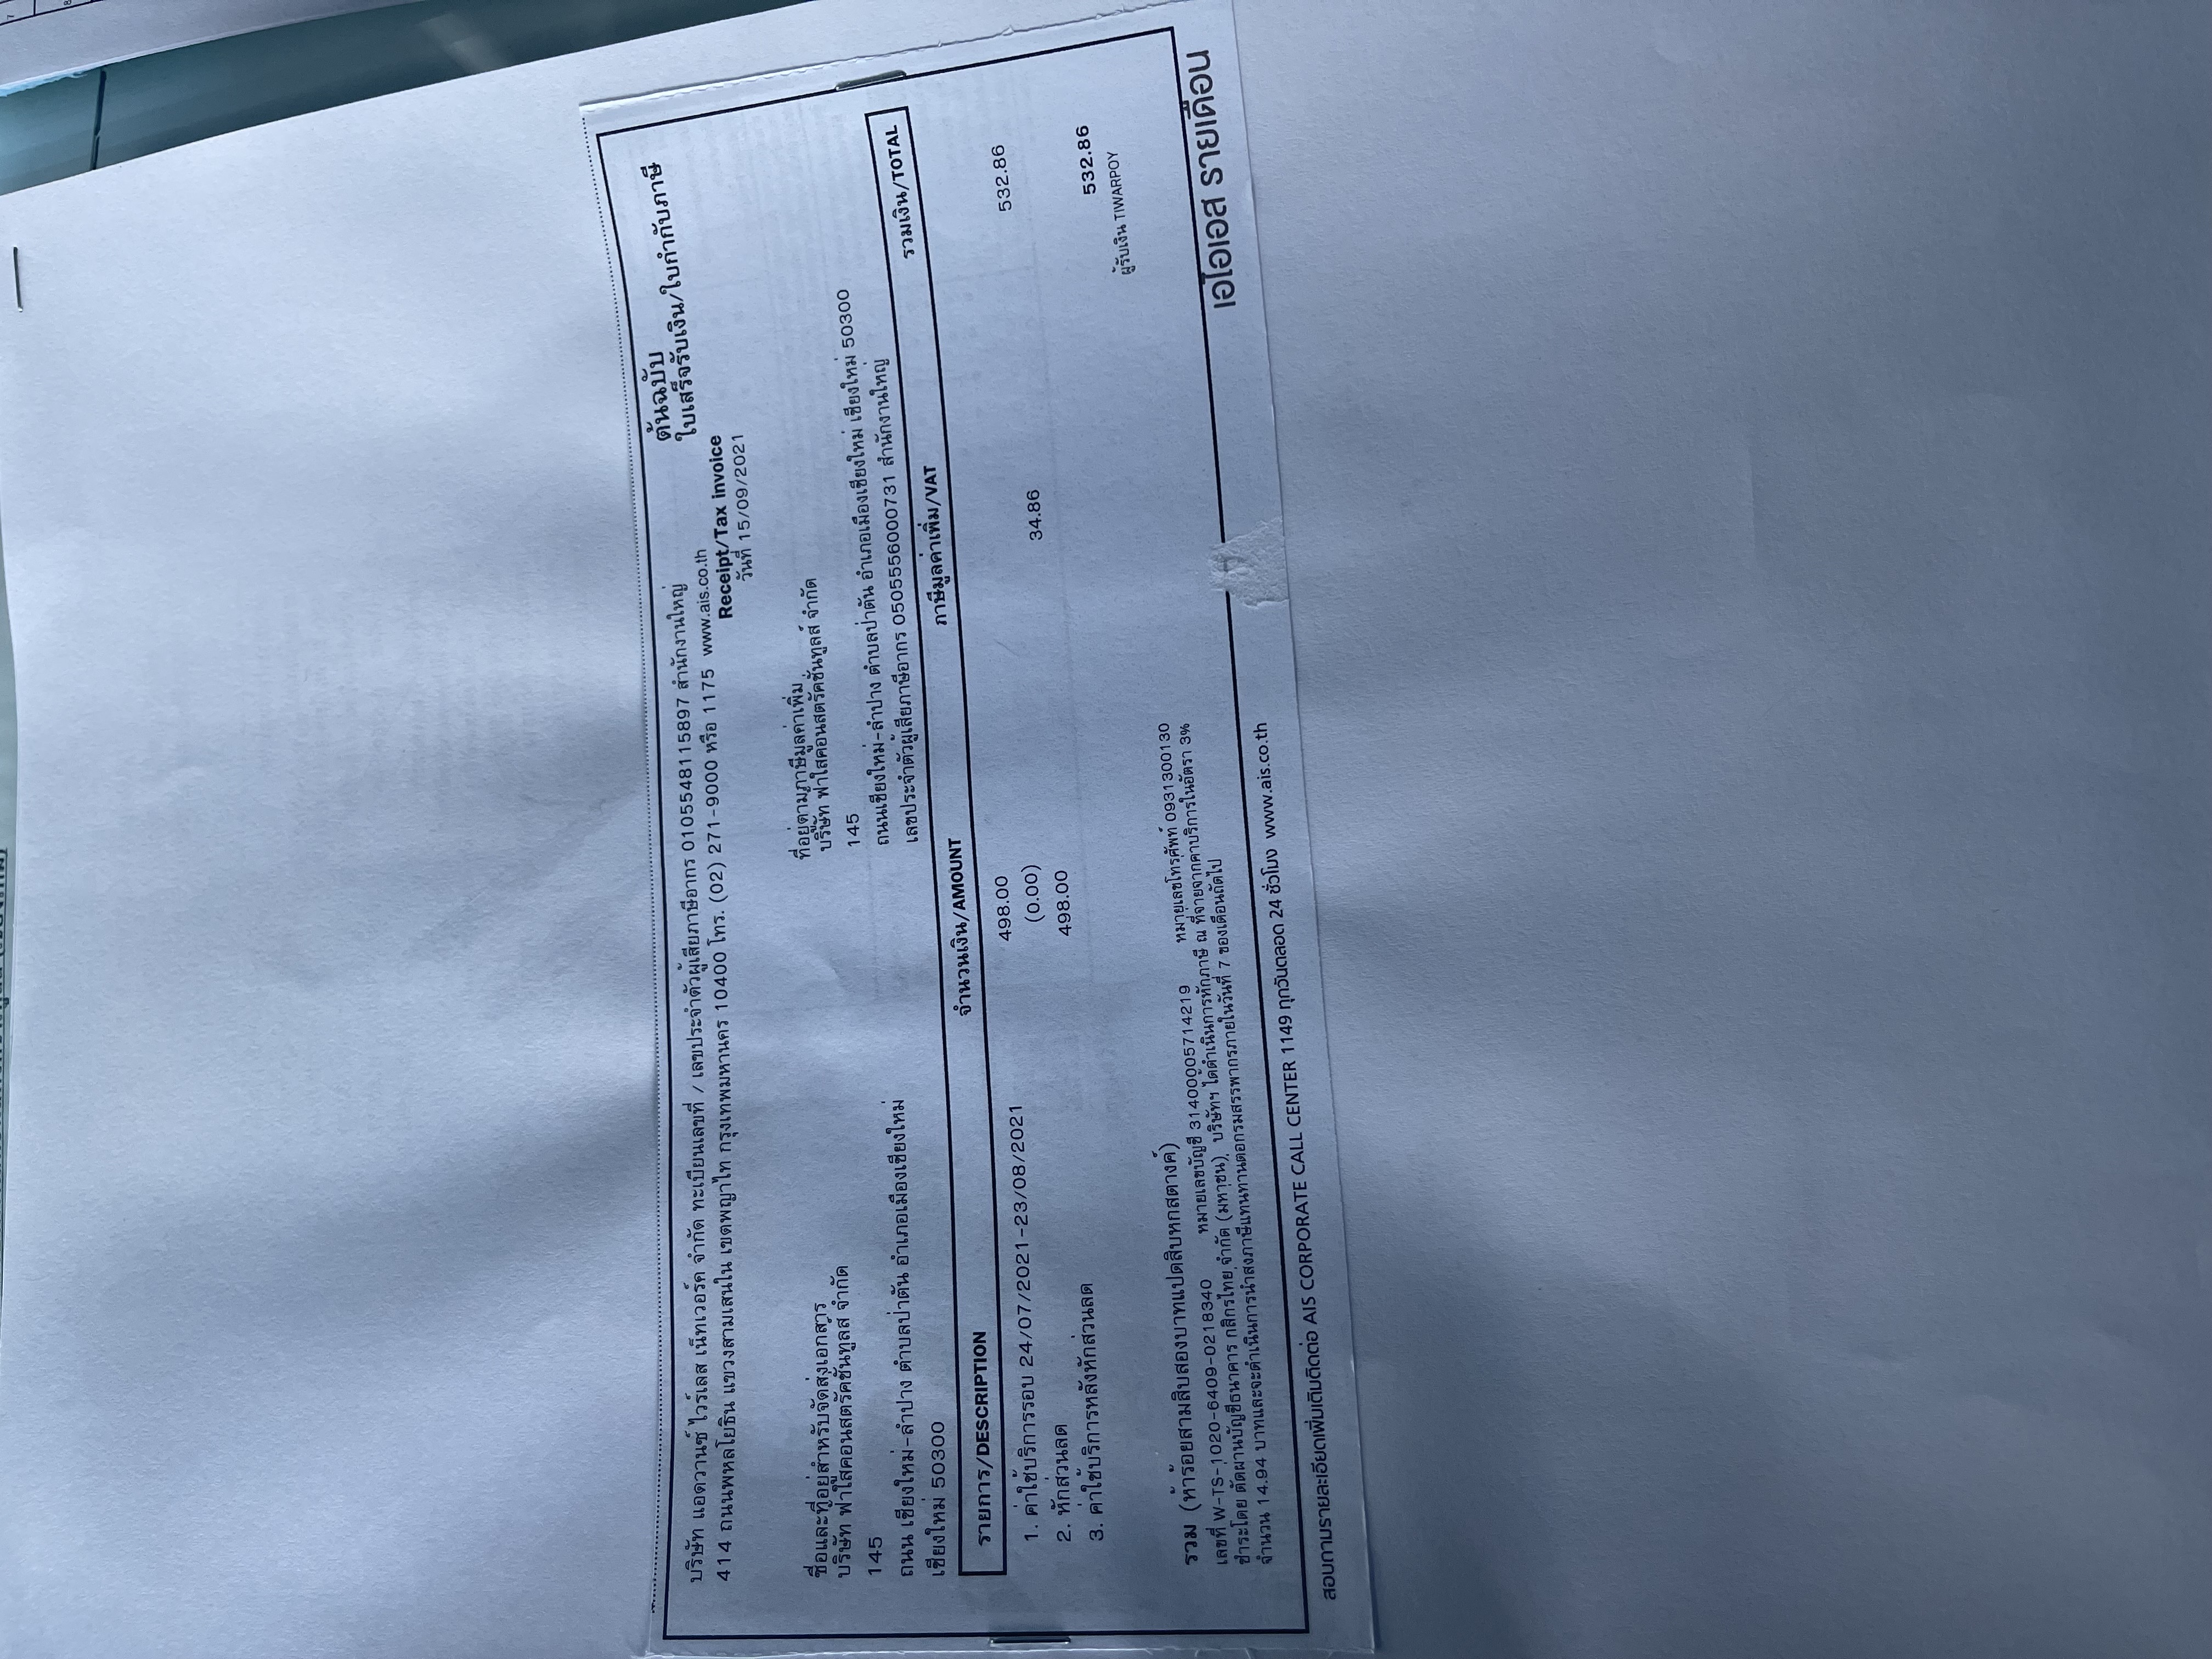 บริษัท แอดวานซ์ ไวร์เลส เน็ทเวอร์ค จำกัด ทะเบียนเลขที่ / เลขประจำตัวผู้เสียภาษีอากร 0105548115897 สำนักงานใหญ่
414 ถนนพหลโยธิน แขวงสามเสนใน เขตพญาไท กรุงเทพมหานคร 10400 โทร. (02) 271-9000 หรือ 1175 www.ais.co.th
ต้นฉบับ
ใบเสร็จรับเงิน/ใบกำกับภาษี
Receipt/Tax invoice
วันที่ 15/09/2021
ชื่อและที่อยู่สำหรับจัดส่งเอกสาร
บริษัท ฟ้าใสคอนสตรัคชั่นทูลส์ จำกัด
145
ถนน เชียงใหม่-ลำปาง ตำบลป่าตัน อำเภอเมืองเชียงใหม่
เชียงใหม่ 50300
ที่อยู่ตามภาษีมูลค่าเพิ่ม
บริษัท ฟ้าใสคอนสตรัคชั่นทูลส์ จำกัด
145
ถนนเชียงใหม่-ลำปาง ตำบลป่าตัน อำเภอเมืองเชียงใหม่ เชียงใหม่ 50300
เลขประจำตัวผู้เสียภาษีอากร 0505556000731 สำนักงานใหญ่
รายการ/DESCRIPTION จำนวนเงิน/AMOUNT ภาษีมูลค่าเพิ่ม/VAT รวมเงิน/TOTAL
1. ค่าใช้บริการรอบ 24/07/2021-23/08/2021 498.00
2. หักส่วนลด (0.00)
3. ค่าใช้บริการหลังหักส่วนลด 498.00 34.86 532.86
รวม (ห้าร้อยสามสิบสองบาทแปดสิบหกสตางค์) 532.86
เลขที่ W-TS-1020-6409-0218340 หมายเลขบัญชี 31400005714219 หมายเลขโทรศัพท์ 0931300130
ผู้รับเงิน TIWARPOY
ชำระโดย ตัดผ่านบัญชีธนาคาร กสิกรไทย จำกัด (มหาชน) บริษัทฯ ได้ดำเนินการหักภาษี ณ ที่จ่ายจากค่าบริการในอัตรา 3%
จำนวน 14.94 บาทและจะดำเนินการนำส่งภาษีแทนท่านต่อกรมสรรพากรภายในวันที่ 7 ของเดือนถัดไป
เอไอเอส รายเดือน
สอบถามรายละเอียดเพิ่มเติมติดต่อ AIS CORPORATE CALL CENTER 1149 ทุกวันตลอด 24 ชั่วโมง www.ais.co.th